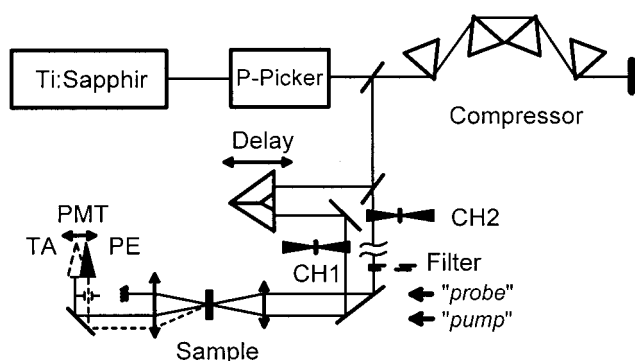 Ti:Sapphir
P-Picker
Compressor
Delay
PMT
TA
PE
CH2
CH1
Filter
"probe"
"pump"
Sample